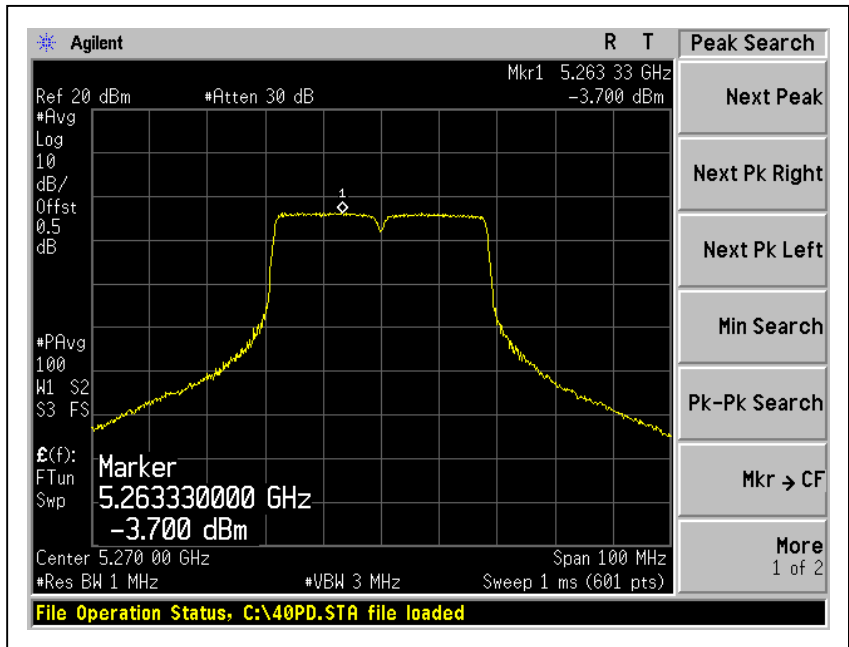 Agilent R T Peak Search
Mkr1 5.263 33 GHz
Ref 20 dBm #Atten 30 dB -3.700 dBm
#Avg
Log
10
dB/
Offst
0.5
dB
1
#PAvg
100
W1 S2
S3 FS
£(f):
FTun
Swp
Marker
5.263330000 GHz
-3.700 dBm
Center 5.270 00 GHz Span 100 MHz
#Res BW 1 MHz #VBW 3 MHz Sweep 1 ms (601 pts)
File Operation Status, C:\40PD.STA file loaded
Next Peak
Next Pk Right
Next Pk Left
Min Search
Pk-Pk Search
Mkr → CF
More
1 of 2